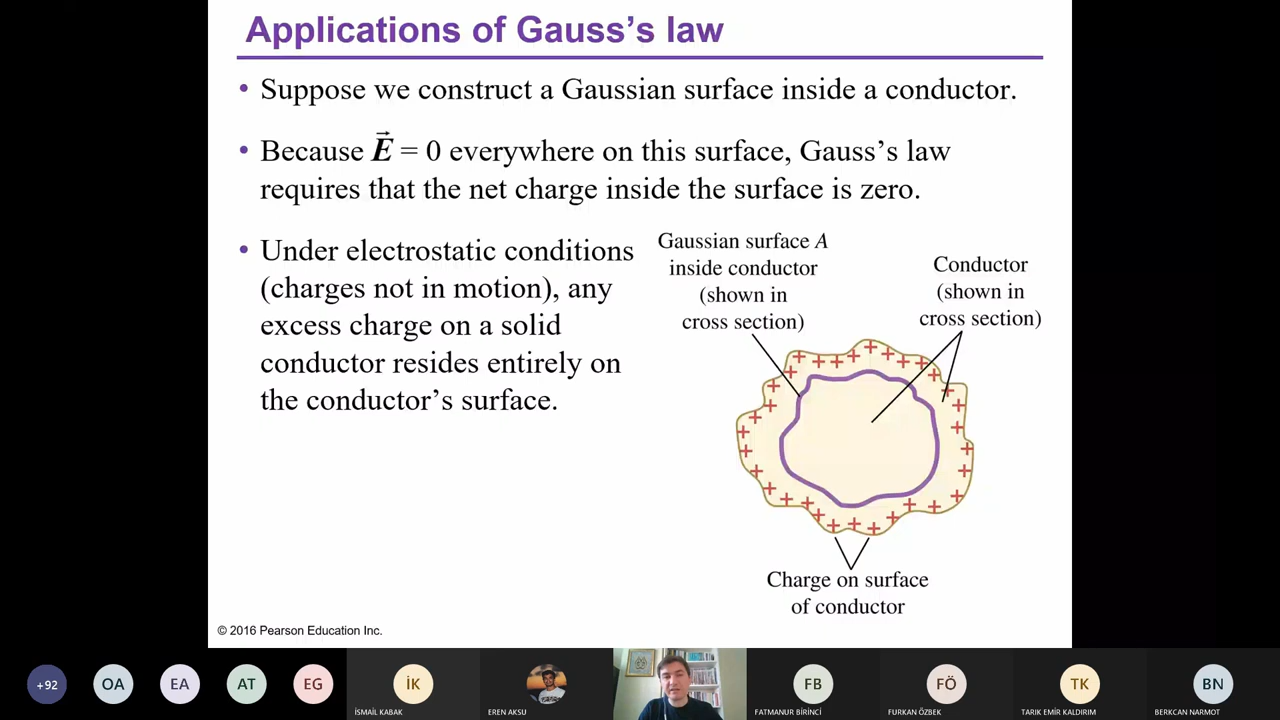 Applications of Gauss’s law
• Suppose we construct a Gaussian surface inside a conductor.
• Because E⃗ = 0 everywhere on this surface, Gauss’s law
requires that the net charge inside the surface is zero.
• Under electrostatic conditions
(charges not in motion), any
excess charge on a solid
conductor resides entirely on
the conductor’s surface.
Gaussian surface A
inside conductor
(shown in
cross section)
Conductor
(shown in
cross section)
Charge on surface
of conductor
© 2016 Pearson Education Inc.
+92
OA
EA
AT
EG
İK
FB
FÖ
TK
BN
İSMAİL KABAK
EREN AKSU
FATMANUR BİRİNCİ
FURKAN ÖZBEK
TARIK EMİR KALDIRIM
BERKCAN NARMOT